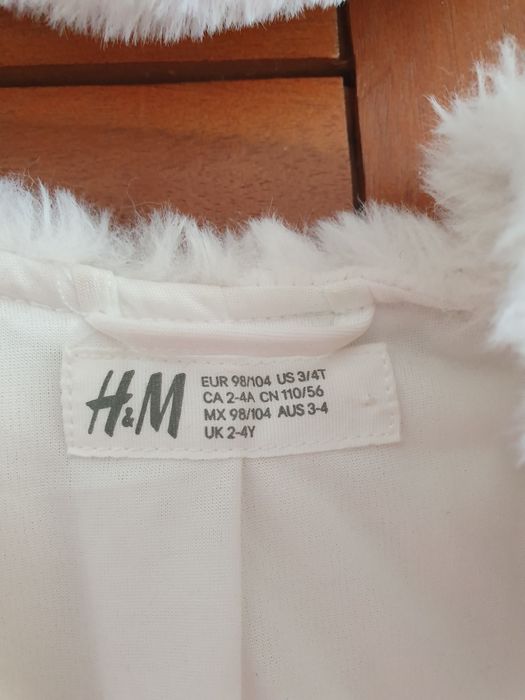 H&M
EUR 98/104 US 3/4T
CA 2-4A CN 110/56
MX 98/104 AUS 3-4
UK 2-4Y